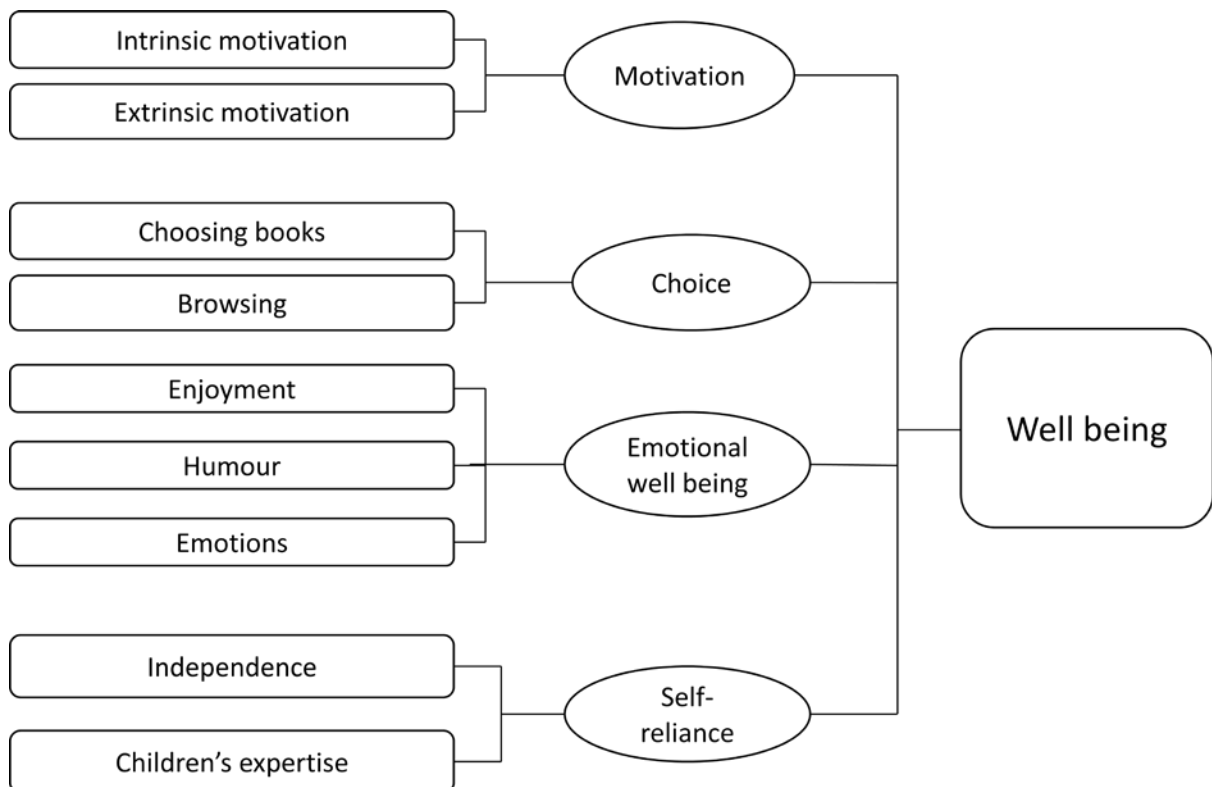 Intrinsic motivation
Extrinsic motivation
Motivation
Choosing books
Browsing
Choice
Enjoyment
Humour
Emotions
Emotional
well being
Independence
Children’s expertise
Self-
reliance
Well being